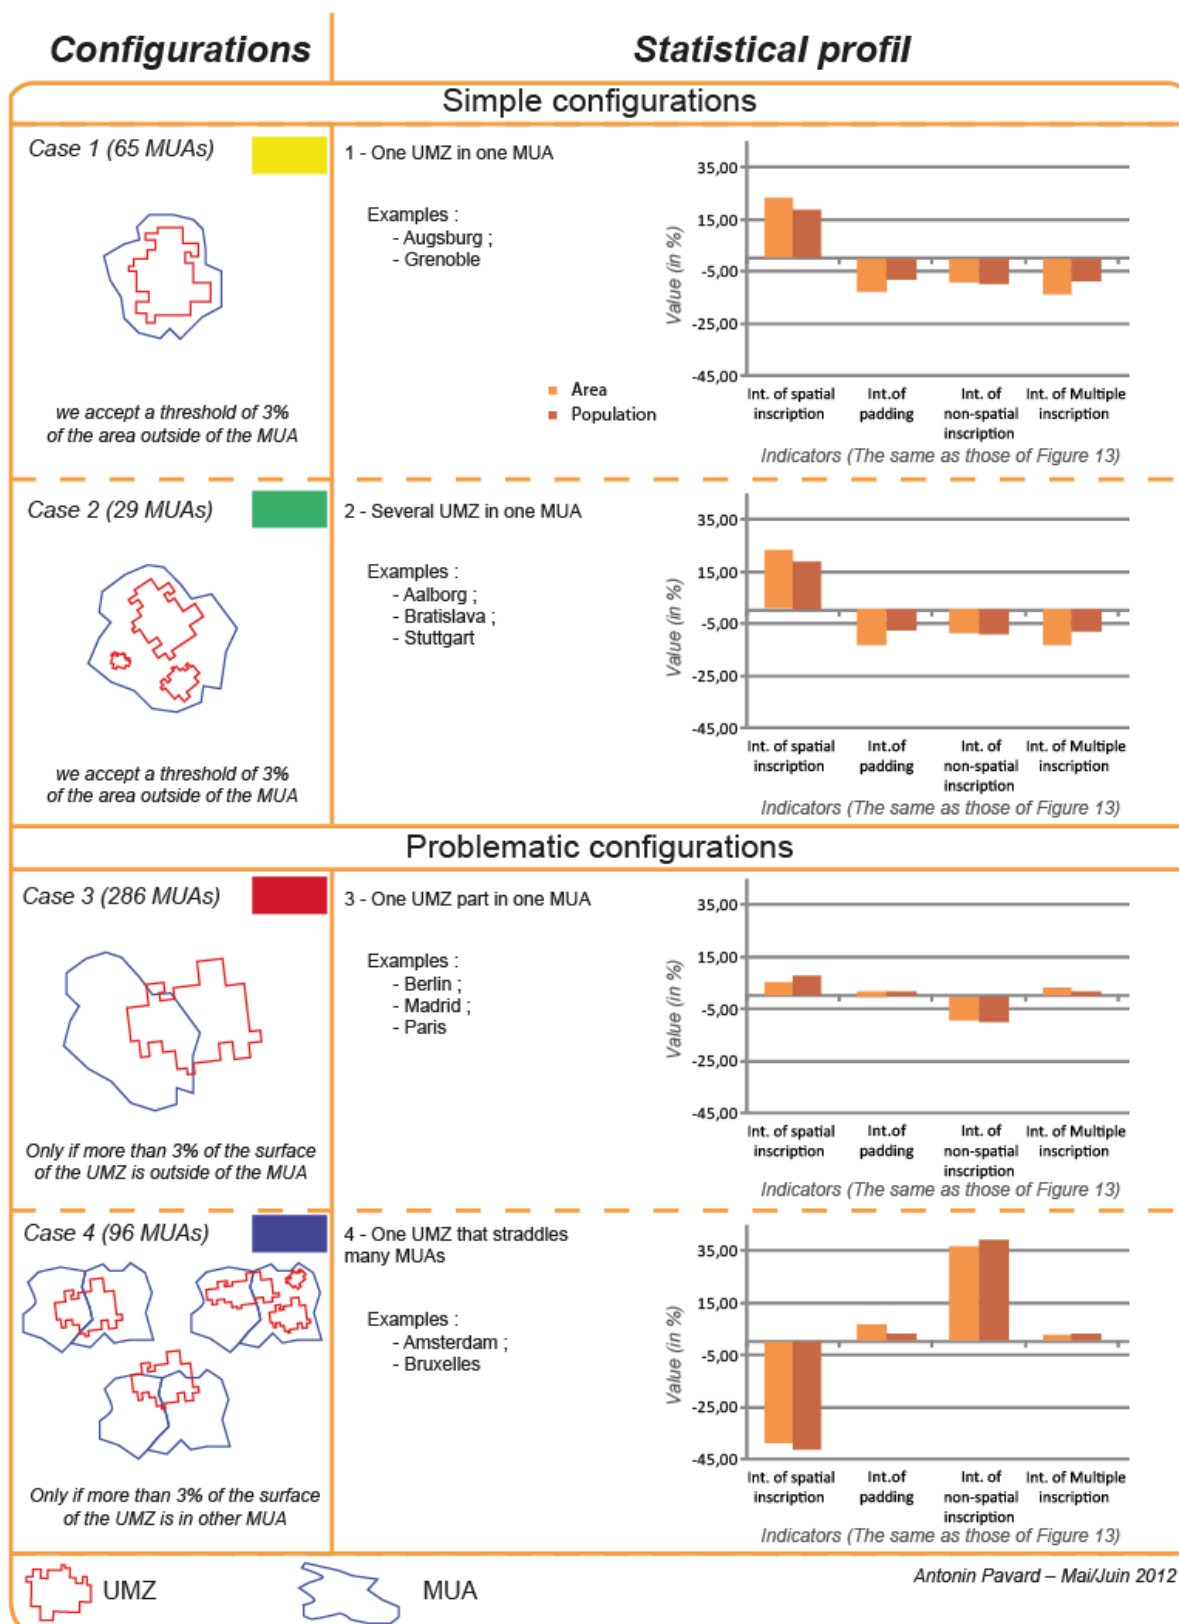 Configurations
Statistical profil
Simple configurations
Case 1 (65 MUAs)
we accept a threshold of 3%
of the area outside of the MUA
1 - One UMZ in one MUA
Examples :
- Augsburg ;
- Grenoble
Area
Population
Value (in %)
35,00
15,00
-5,00
-25,00
-45,00
Int. of spatial inscription
Int.of padding
Int. of non-spatial inscription
Int. of Multiple inscription
Indicators (The same as those of Figure 13)
Case 2 (29 MUAs)
we accept a threshold of 3%
of the area outside of the MUA
2 - Several UMZ in one MUA
Examples :
- Aalborg ;
- Bratislava ;
- Stuttgart
Value (in %)
35,00
15,00
-5,00
-25,00
-45,00
Int. of spatial inscription
Int.of padding
Int. of non-spatial inscription
Int. of Multiple inscription
Indicators (The same as those of Figure 13)
Problematic configurations
Case 3 (286 MUAs)
Only if more than 3% of the surface
of the UMZ is outside of the MUA
3 - One UMZ part in one MUA
Examples :
- Berlin ;
- Madrid ;
- Paris
Value (in %)
35,00
15,00
-5,00
-25,00
-45,00
Int. of spatial inscription
Int.of padding
Int. of non-spatial inscription
Int. of Multiple inscription
Indicators (The same as those of Figure 13)
Case 4 (96 MUAs)
Only if more than 3% of the surface
of the UMZ is in other MUA
4 - One UMZ that straddles
many MUAs
Examples :
- Amsterdam ;
- Bruxelles
Value (in %)
35,00
15,00
-5,00
-25,00
-45,00
Int. of spatial inscription
Int.of padding
Int. of non-spatial inscription
Int. of Multiple inscription
Indicators (The same as those of Figure 13)
UMZ
MUA
Antonin Pavard – Mai/Juin 2012